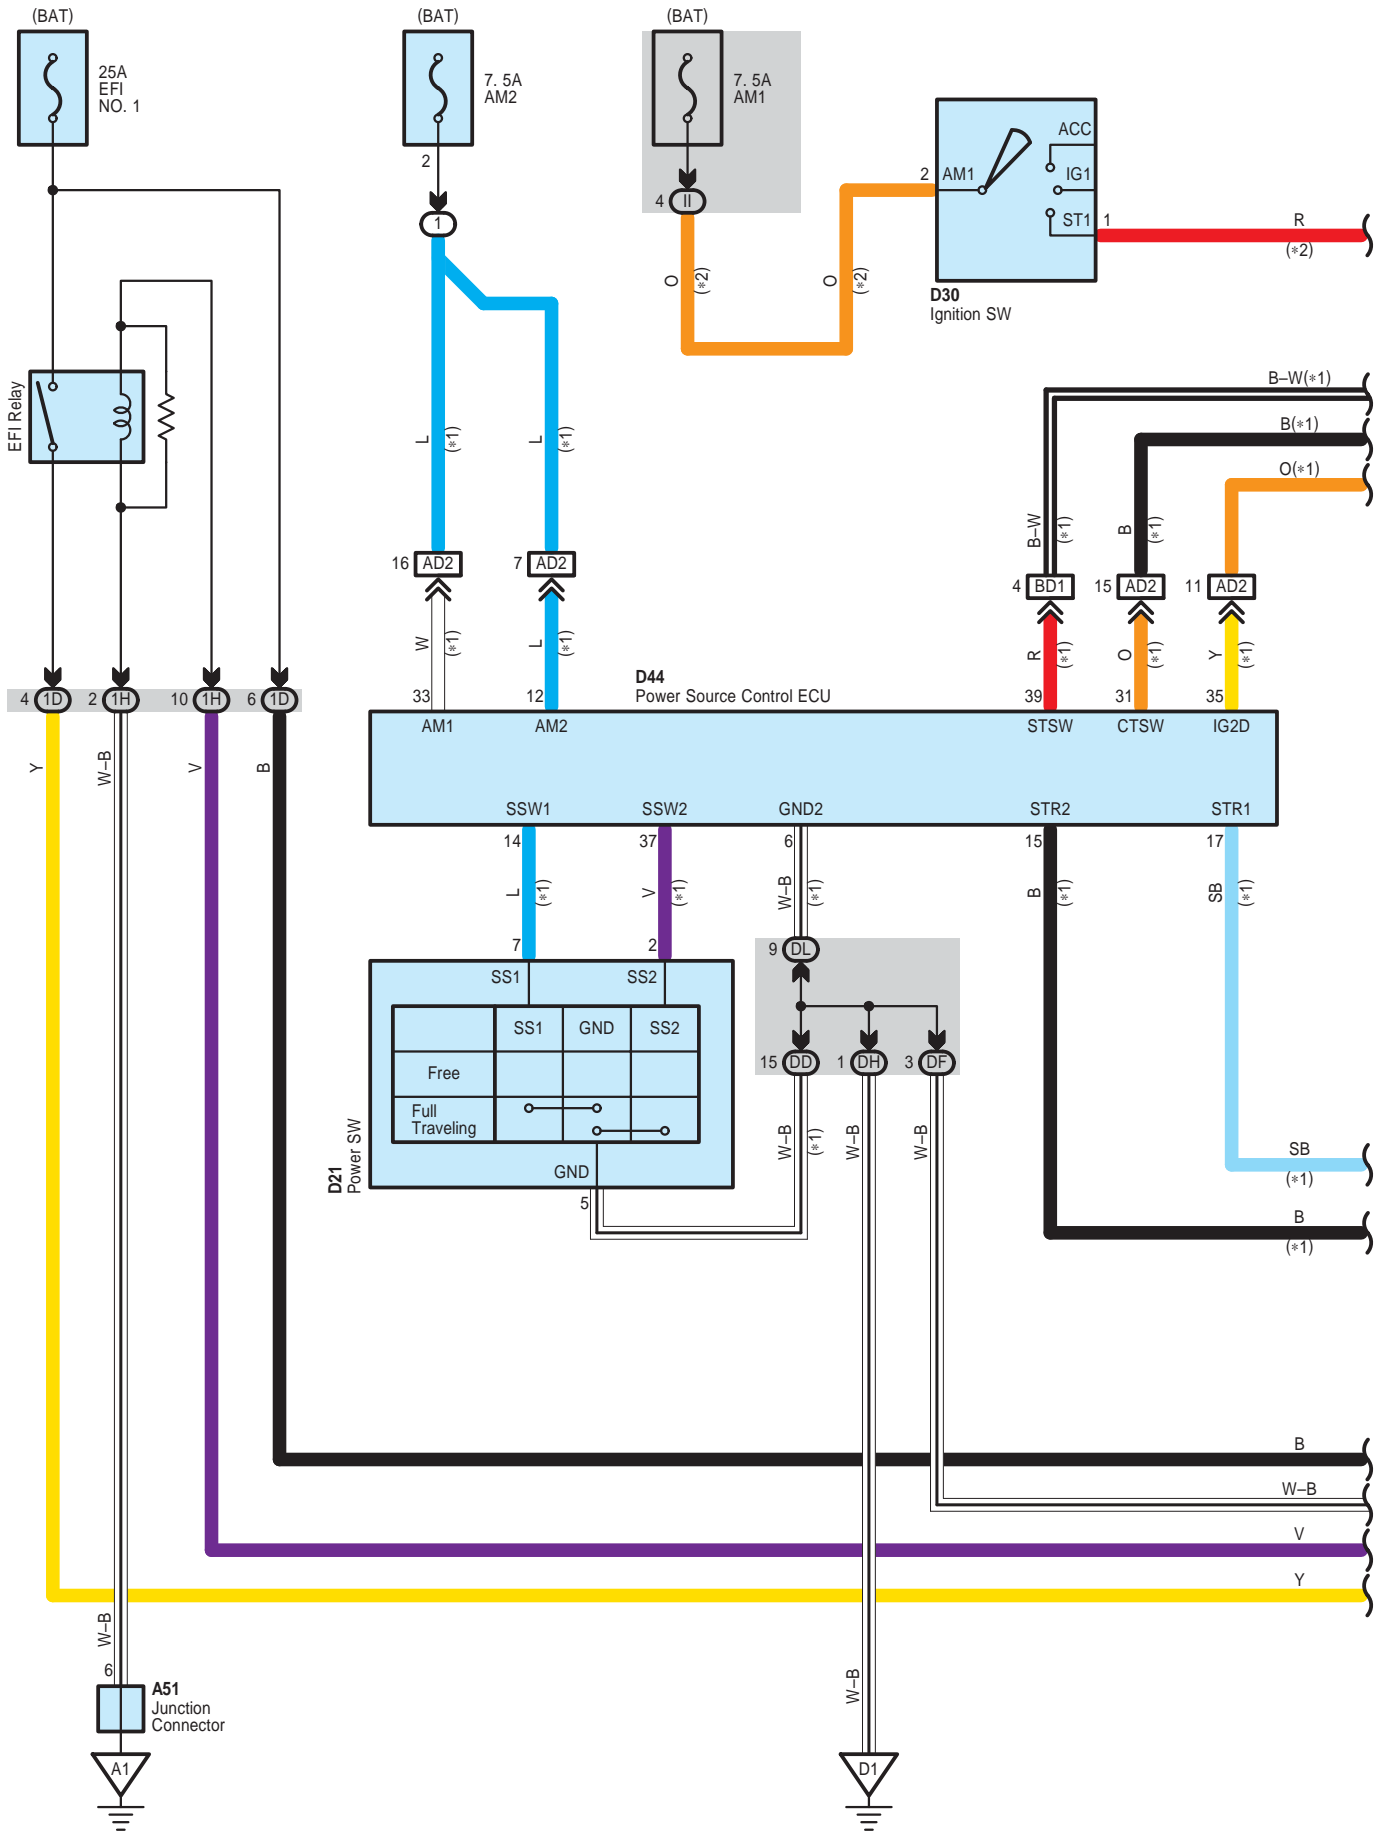 (BAT)
(BAT)
(BAT)
25A
EFI
NO. 1
7. 5A
AM2
7. 5A
AM1
2
1
4
II
2
AM1
ACC
IG1
ST1
1
R
(*2)
D30
Ignition SW
O
(*2)
O
(*2)
EFI Relay
B–W(*1)
B(*1)
O(*1)
L
(*1)
L
(*1)
B–W
(*1)
B
(*1)
16
AD2
7
AD2
4
BD1
15
AD2
11
AD2
W
(*1)
L
(*1)
R
(*1)
O
(*1)
Y
(*1)
D44
Power Source Control ECU
4
1D
2
1H
10
1H
6
1D
33
12
39
31
35
AM1
AM2
STSW
CTSW
IG2D
Y
W–B
V
B
SSW1
SSW2
GND2
STR2
STR1
14
37
6
15
17
L
(*1)
V
(*1)
W–B
(*1)
B
(*1)
SB
(*1)
7
2
9
DL
SS1
SS2
SS1
GND
SS2
Free
Full
Traveling
15
DD
1
DH
3
DF
W–B
(*1)
W–B
W–B
GND
5
D21
Power SW
SB
(*1)
B
(*1)
B
W–B
V
Y
W–B
6
A51
Junction
Connector
W–B
A1
D1